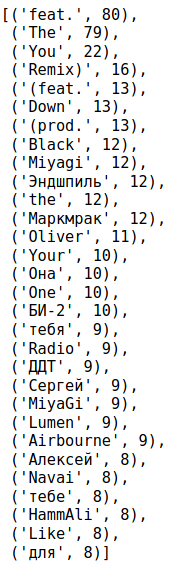 [('feat.', 80),
('The', 79),
('You', 22),
('Remix)', 16),
('(feat.', 13),
('Down', 13),
('(prod.', 13),
('Black', 12),
('Miyagi', 12),
('Эндшпиль', 12),
('the', 12),
('Маркмрак', 12),
('Oliver', 11),
('Your', 10),
('Она', 10),
('One', 10),
('БИ-2', 10),
('тебя', 9),
('Radio', 9),
('ДДТ', 9),
('Сергей', 9),
('MiyaGi', 9),
('Lumen', 9),
('Airbourne', 9),
('Алексей', 8),
('Navai', 8),
('тебе', 8),
('HammAli', 8),
('Like', 8),
('для', 8)]